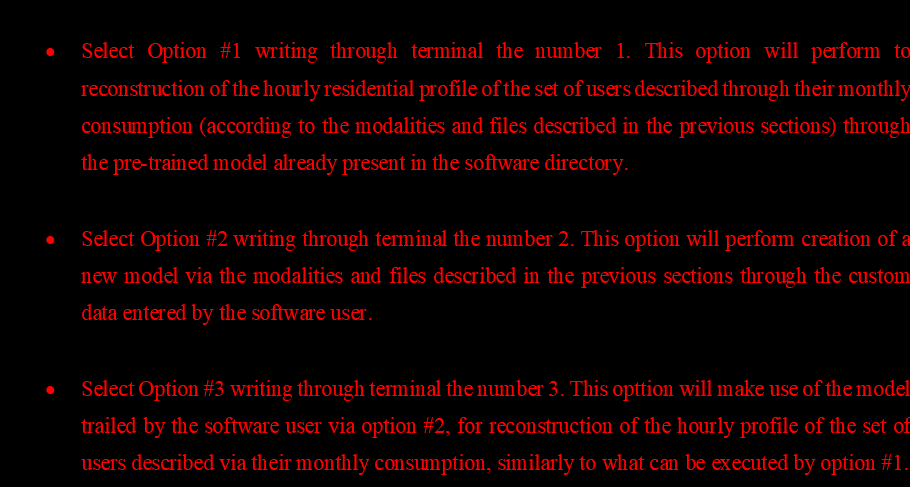 • Select Option #1 writing through terminal the number 1. This option will perform to
reconstruction of the hourly residential profile of the set of users described through their monthly
consumption (according to the modalities and files described in the previous sections) through
the pre-trained model already present in the software directory.
• Select Option #2 writing through terminal the number 2. This option will perform creation of a
new model via the modalities and files described in the previous sections through the custom
data entered by the software user.
• Select Option #3 writing through terminal the number 3. This opttion will make use of the model
trailed by the software user via option #2, for reconstruction of the hourly profile of the set of
users described via their monthly consumption, similarly to what can be executed by option #1.